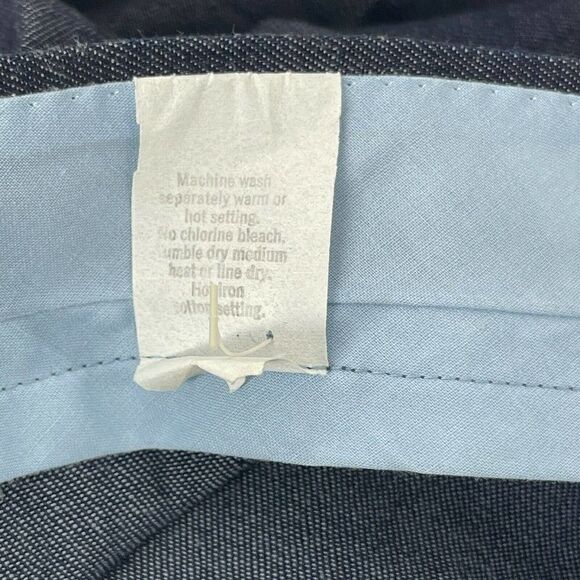 Machine wash
separately warm or
hot setting.
No chlorine bleach.
umble dry medium
heat or line dry.
Hot Iron
cotton setting.